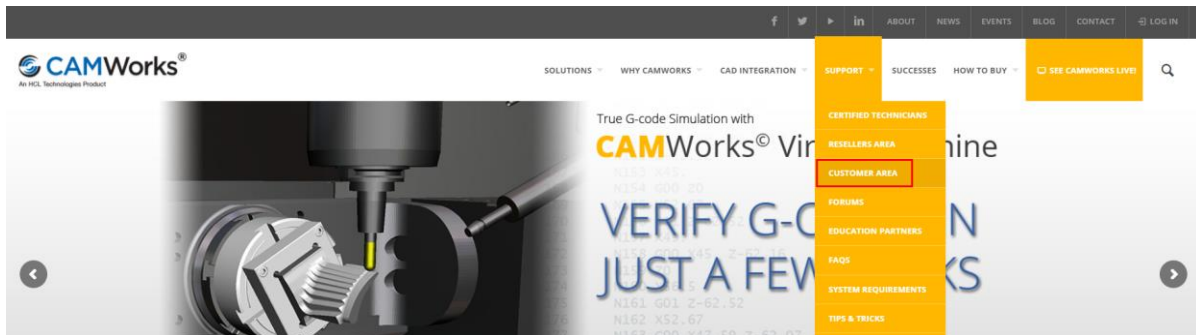 f in ABOUT NEWS EVENTS BLOG CONTACT LOG IN
CAMWorks®
An HCL Technologies Product
SOLUTIONS WHY CAMWORKS CAD INTEGRATION SUPPORT SUCCESSES HOW TO BUY SEE CAMWORKS LIVE!
CERTIFIED TECHNICIANS
RESELLERS AREA
CUSTOMER AREA
FORUMS
EDUCATION PARTNERS
FAQS
SYSTEM REQUIREMENTS
TIPS & TRICKS
True G-code Simulation with
CAMWorks© Vir ine
VERIFY G-C N
JUST A FEW KS
N154 G00 Z0
N161 G01 Z-62.52
N162 X52.67